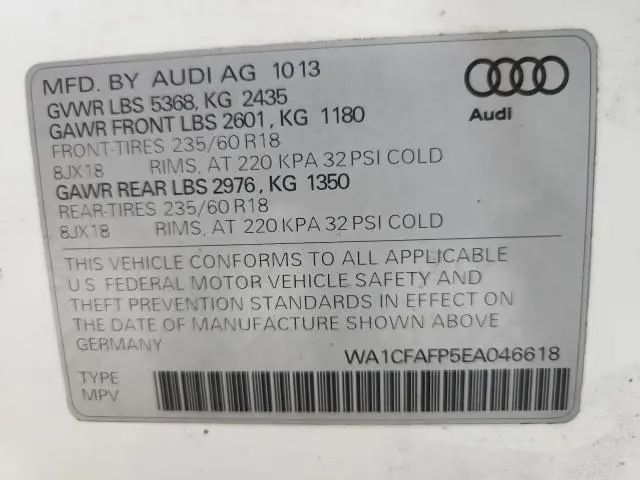 MFD. BY AUDI AG 1013
GVWR LBS 5368, KG 2435
GAWR FRONT LBS 2601, KG 1180
FRONT-TIRES 235/60 R18
8JX18 RIMS, AT 220 KPA 32 PSI COLD
GAWR REAR LBS 2976, KG 1350
REAR-TIRES 235/60 R18
8JX18 RIMS, AT 220 KPA 32 PSI COLD
Audi
THIS VEHICLE CONFORMS TO ALL APPLICABLE
U.S. FEDERAL MOTOR VEHICLE SAFETY AND
THEFT PREVENTION STANDARDS IN EFFECT ON
THE DATE OF MANUFACTURE SHOWN ABOVE
GERMANY
WA1CFAFP5EA046618
TYPE
MPV